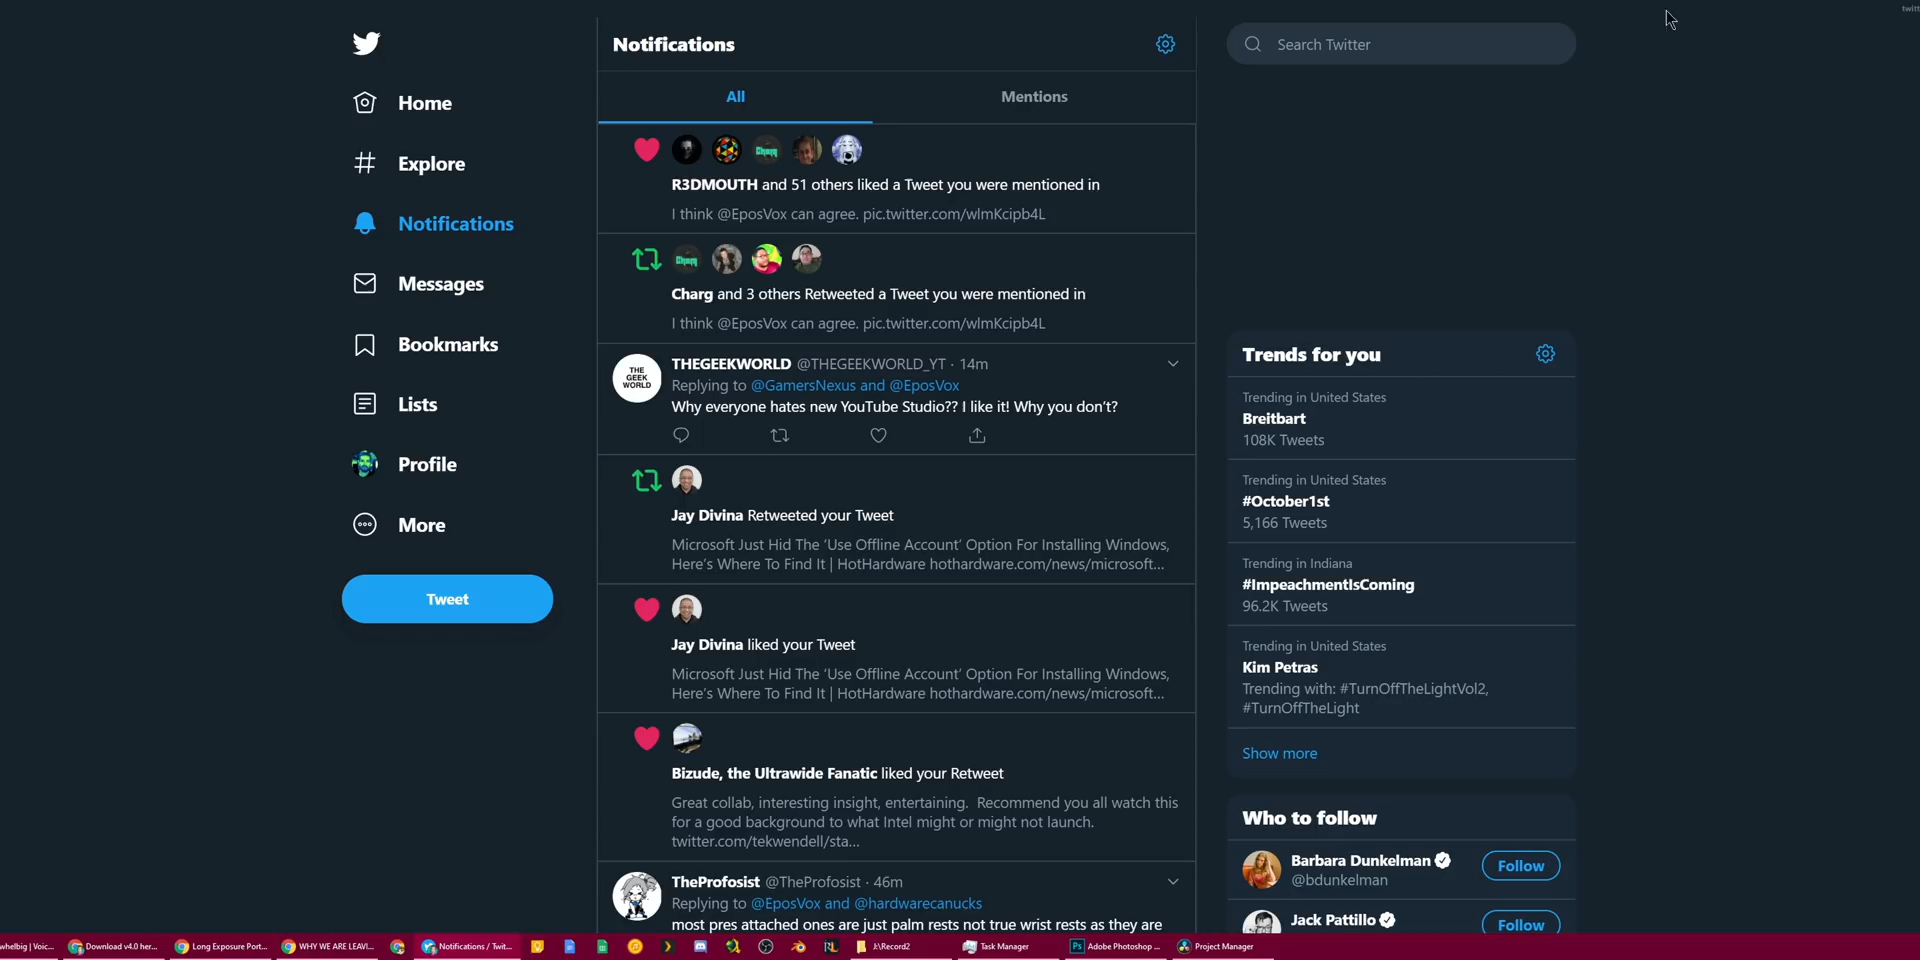 twitt
Home
Explore
Notifications
Messages
Bookmarks
Lists
Profile
More
Tweet
Notifications
All
Mentions
R3DMOUTH and 51 others liked a Tweet you were mentioned in
I think @EposVox can agree. pic.twitter.com/wlmKcipb4L
Charg
Charg and 3 others Retweeted a Tweet you were mentioned in
I think @EposVox can agree. pic.twitter.com/wlmKcipb4L
THE
GEEK
WORLD
THEGEEKWORLD @THEGEEKWORLD_YT · 14m
Replying to @GamersNexus and @EposVox
Why everyone hates new YouTube Studio?? I like it! Why you don't?
Jay Divina Retweeted your Tweet
Microsoft Just Hid The ‘Use Offline Account’ Option For Installing Windows,
Here’s Where To Find It | HotHardware hothardware.com/news/microsoft...
Jay Divina liked your Tweet
Microsoft Just Hid The ‘Use Offline Account’ Option For Installing Windows,
Here’s Where To Find It | HotHardware hothardware.com/news/microsoft...
Bizude, the Ultrawide Fanatic liked your Retweet
Great collab, interesting insight, entertaining.  Recommend you all watch this
for a good background to what Intel might or might not launch.
twitter.com/tekwendell/sta...
TheProfosist @TheProfosist · 46m
Replying to @EposVox and @hardwarecanucks
most pres attached ones are just palm rests not true wrist rests as they are
Search Twitter
Trends for you
Trending in United States
Breitbart
108K Tweets
Trending in United States
#October1st
5,166 Tweets
Trending in Indiana
#ImpeachmentIsComing
96.2K Tweets
Trending in United States
Kim Petras
Trending with: #TurnOffTheLightVol2,
#TurnOffTheLight
Show more
Who to follow
Barbara Dunkelman
@bdunkelman
Follow
Jack Pattillo
Follow
whelbig | Voic...
Download v4.0 her...
Long Exposure Port...
WHY WE ARE LEAVI...
Notifications / Twit...
J:\Record2
Task Manager
Adobe Photoshop ...
Project Manager